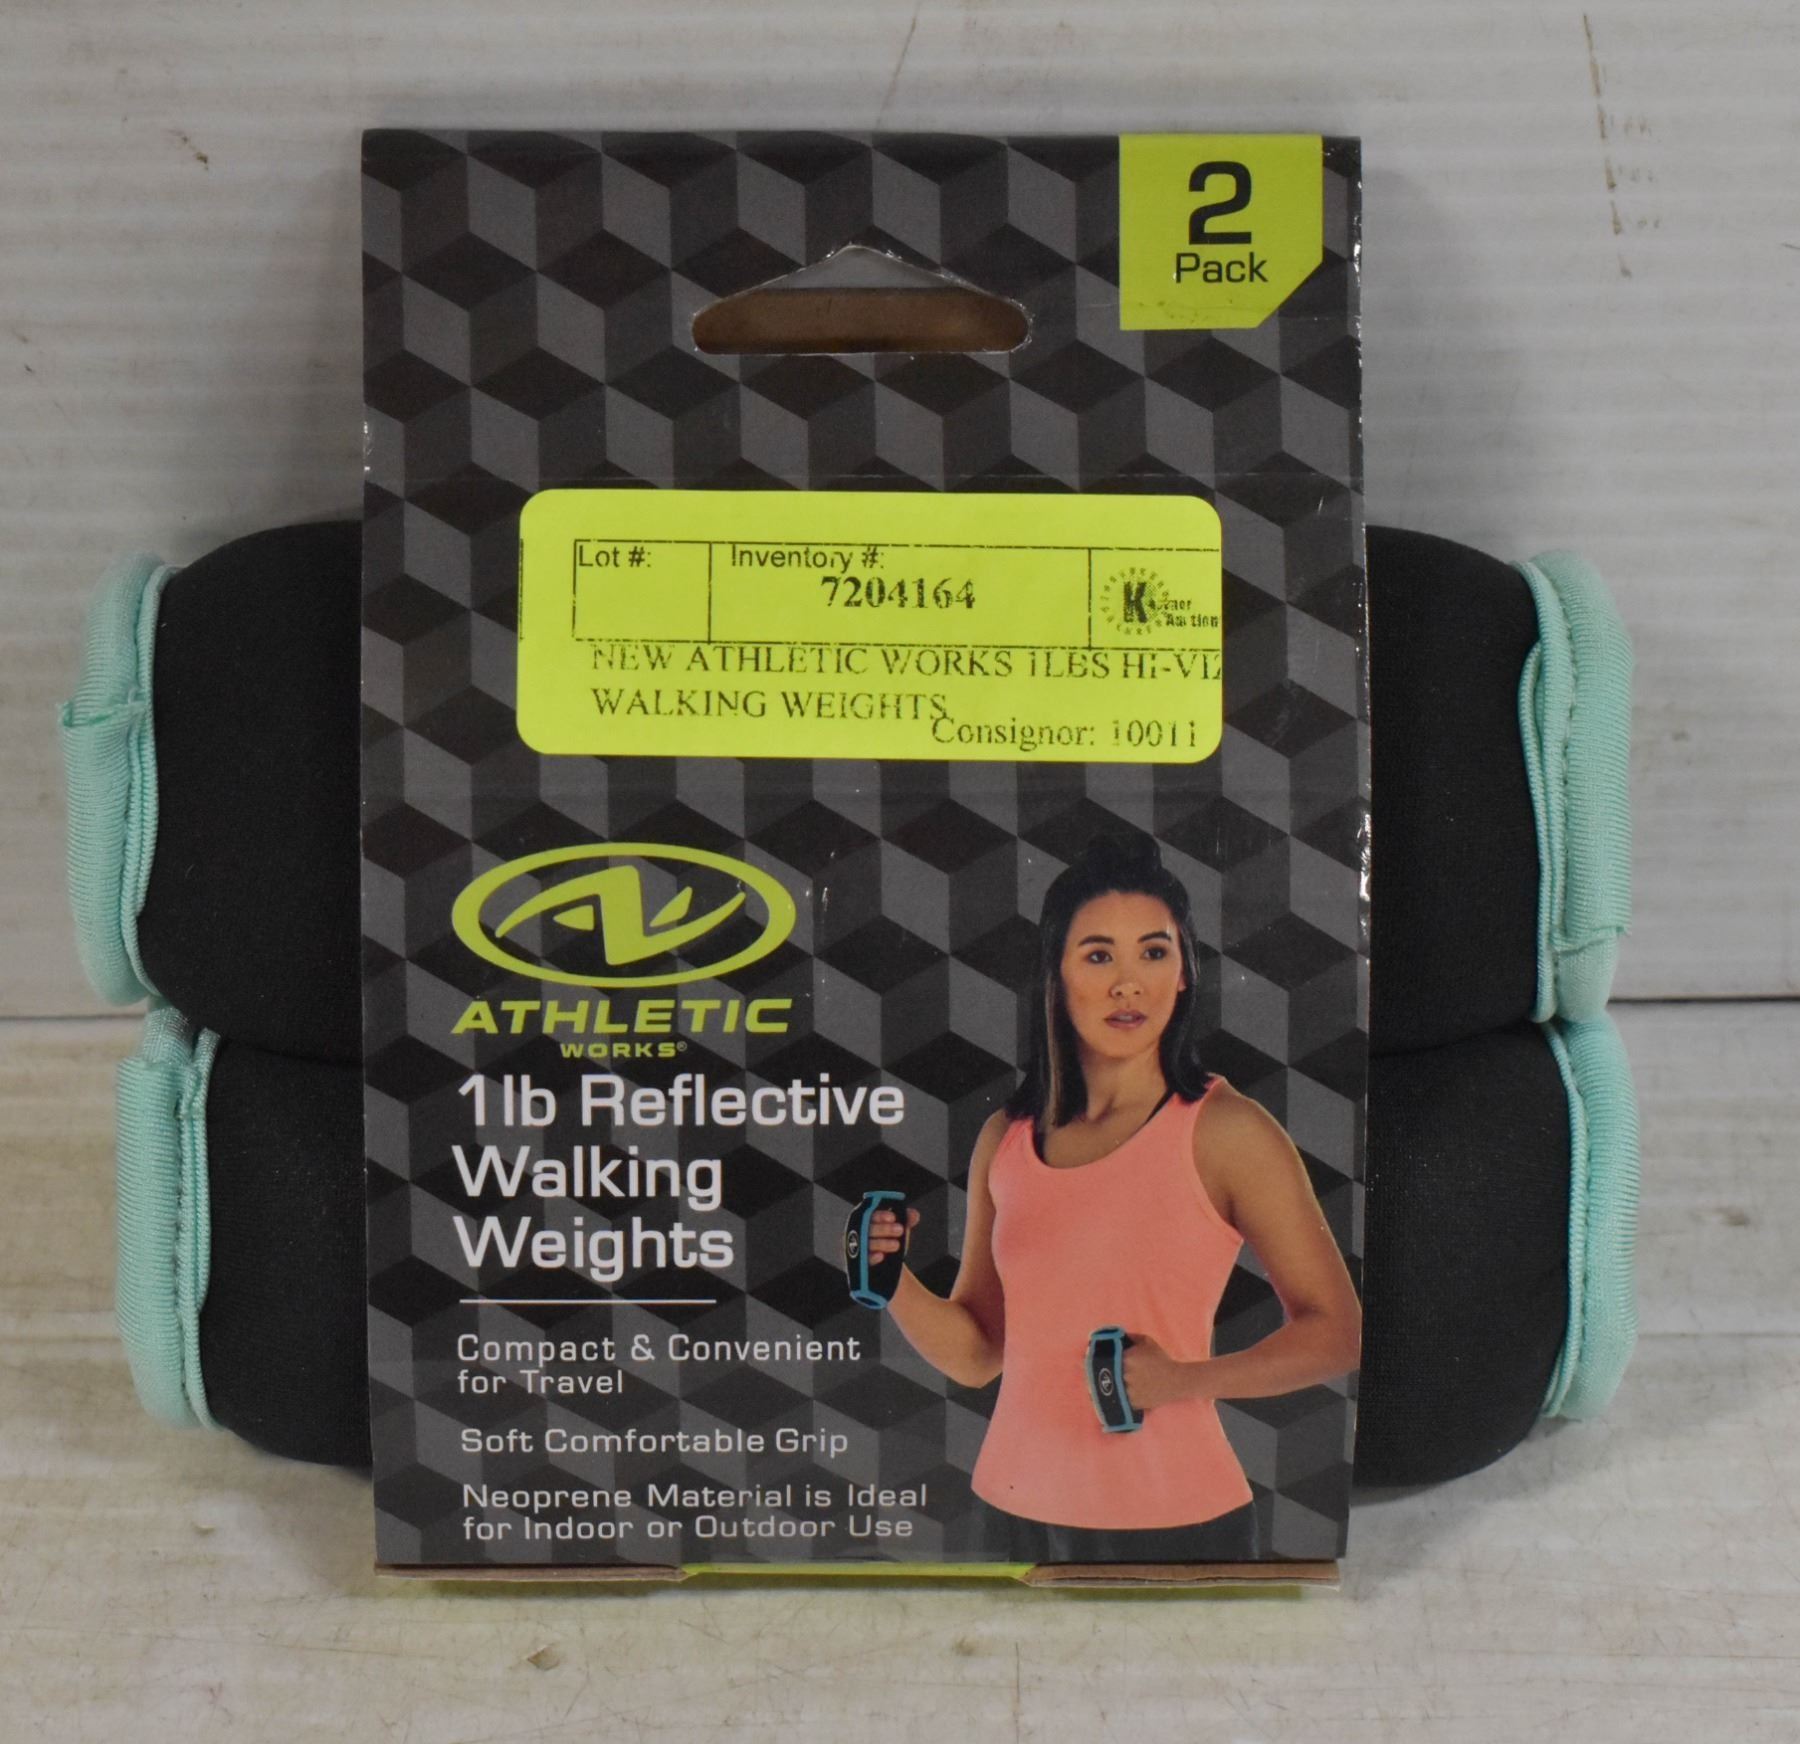 2
Pack
Lot #:
Inventory #:
7204164
K
NEW ATHLETIC WORKS 1LBS HI-VIZ
WALKING WEIGHTS
Consignor: 10011
ATHLETIC
WORKS®
1lb Reflective
Walking
Weights
Compact & Convenient
for Travel
Soft Comfortable Grip
Neoprene Material is Ideal
for Indoor or Outdoor Use